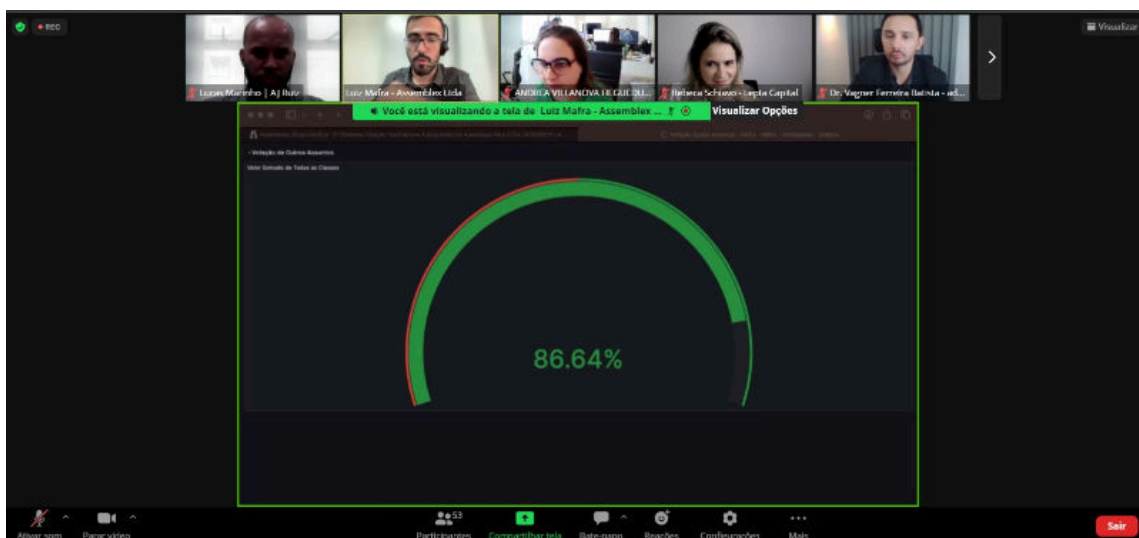 REC
Visualizar
Lucas Marinho | AJ Ruiz
Luiz Mafra - Assemblex Ltda
ANDREA VILLANOVA HEGUEDU...
Rebeca Schiavo - Lepta Capital
Dr. Vagner Ferreira Batista - ad...
Você está visualizando a tela de Luiz Mafra - Assemblex ...
Visualizar Opções
- Votação de Outros Assuntos
Valor Somado de Todas as Classes
86.64%
53
Ativar som
Parar vídeo
Participantes
Compartilhar tela
Bate-papo
Reações
Configurações
Mais
Sair